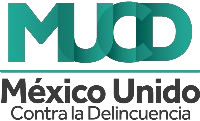 MUCD
México Unido
Contra la Delincuencia